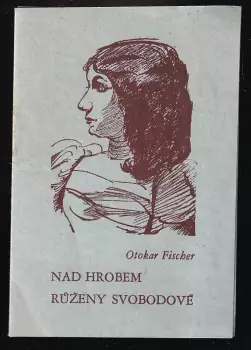 Otokar Fischer
NAD HROBEM
RŮŽENY SVOBODOVÉ